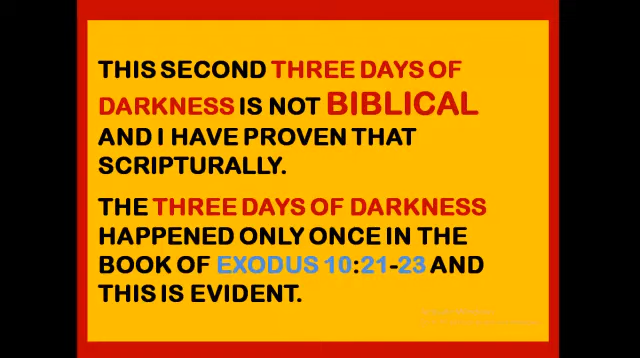 THIS SECOND THREE DAYS OF
DARKNESS IS NOT BIBLICAL
AND I HAVE PROVEN THAT
SCRIPTURALLY.
THE THREE DAYS OF DARKNESS
HAPPENED ONLY ONCE IN THE
BOOK OF EXODUS 10:21-23 AND
THIS IS EVIDENT.